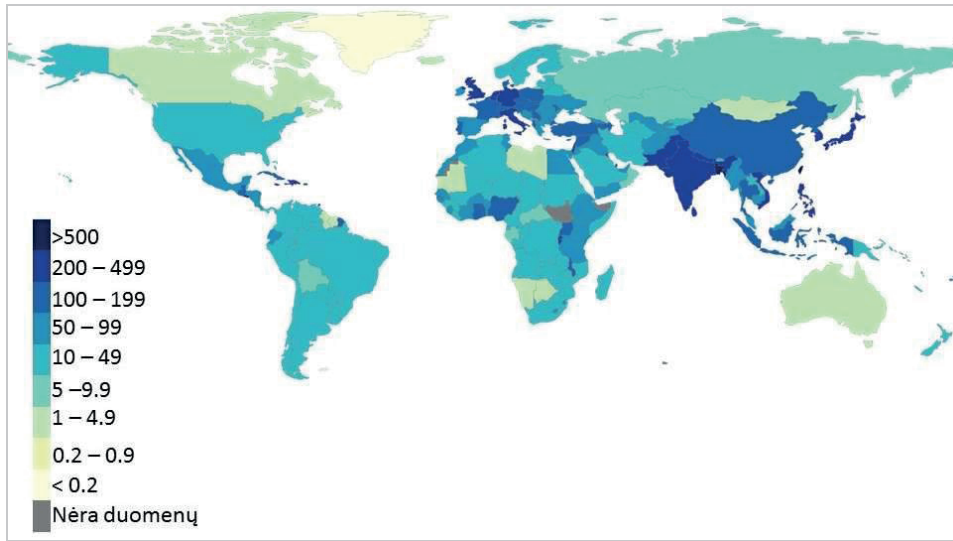 >500
200 – 499
100 – 199
50 – 99
10 – 49
5 –9.9
1 – 4.9
0.2 – 0.9
< 0.2
Nėra duomenų